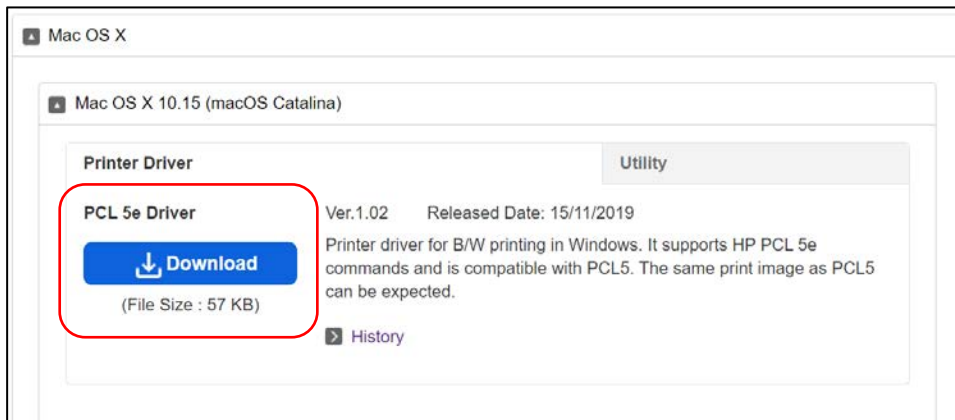 Mac OS X
Mac OS X 10.15 (macOS Catalina)
Printer Driver
Utility
PCL 5e Driver
Ver.1.02 Released Date: 15/11/2019
Download
Printer driver for B/W printing in Windows. It supports HP PCL 5e
commands and is compatible with PCL5. The same print image as PCL5
can be expected.
(File Size : 57 KB)
History